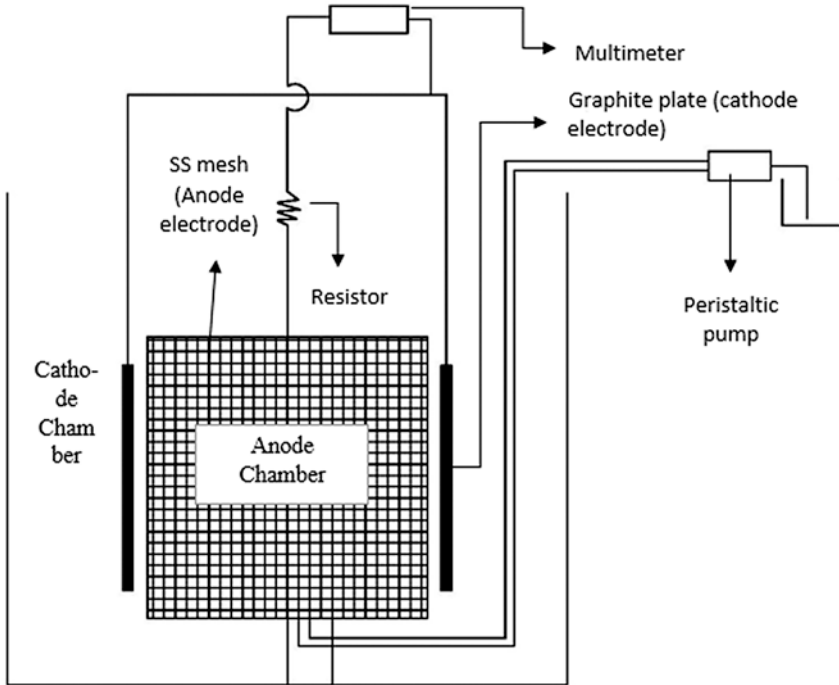 Multimeter
Graphite plate (cathode
electrode)
SS mesh
(Anode
electrode)
Resistor
Peristaltic
pump
Catho-
de
Cham
ber
Anode
Chamber